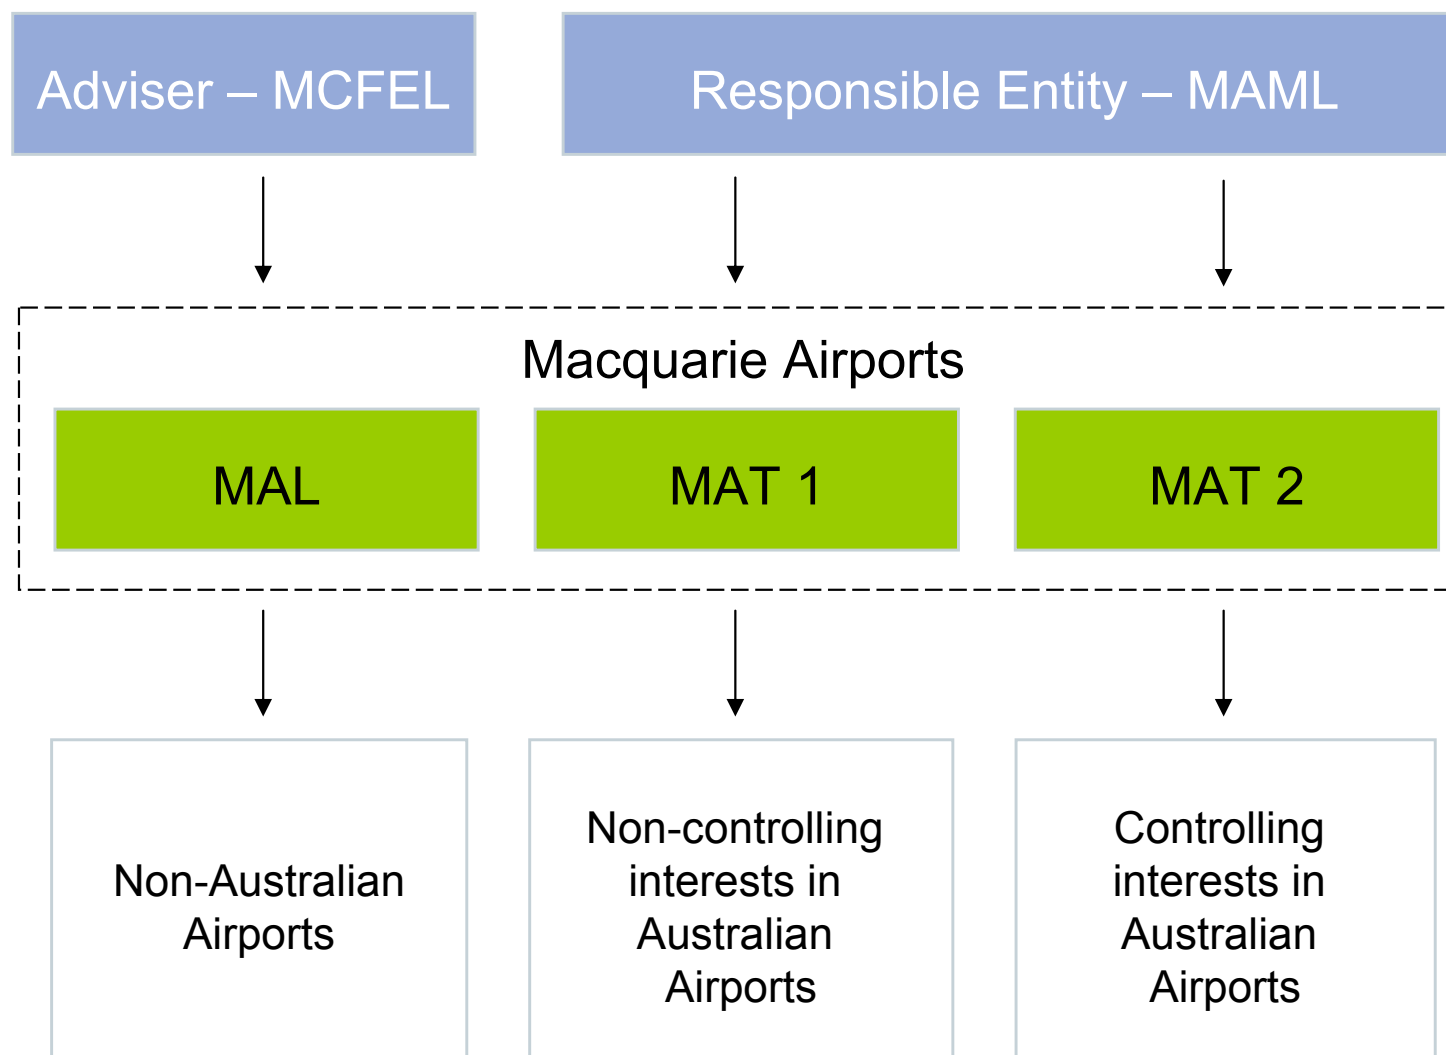 Adviser – MCFEL
Responsible Entity – MAML
Macquarie Airports
MAL
MAT 1
MAT 2
Non-Australian
Airports
Non-controlling
interests in
Australian
Airports
Controlling
interests in
Australian
Airports